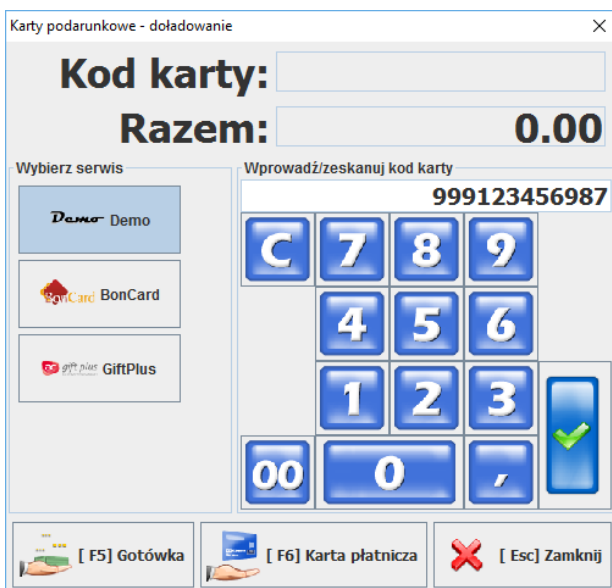 Karty podarunkowe - doładowanie
Kod karty:
Razem: 0.00
Wybierz serwis
Demo Demo
BonCard BonCard
gift plus GiftPlus
Wprowadź/zeskanuj kod karty
999123456987
C 7 8 9
4 5 6
1 2 3
00 0 ,
[ F5] Gotówka
[ F6] Karta płatnicza
[ Esc] Zamknij